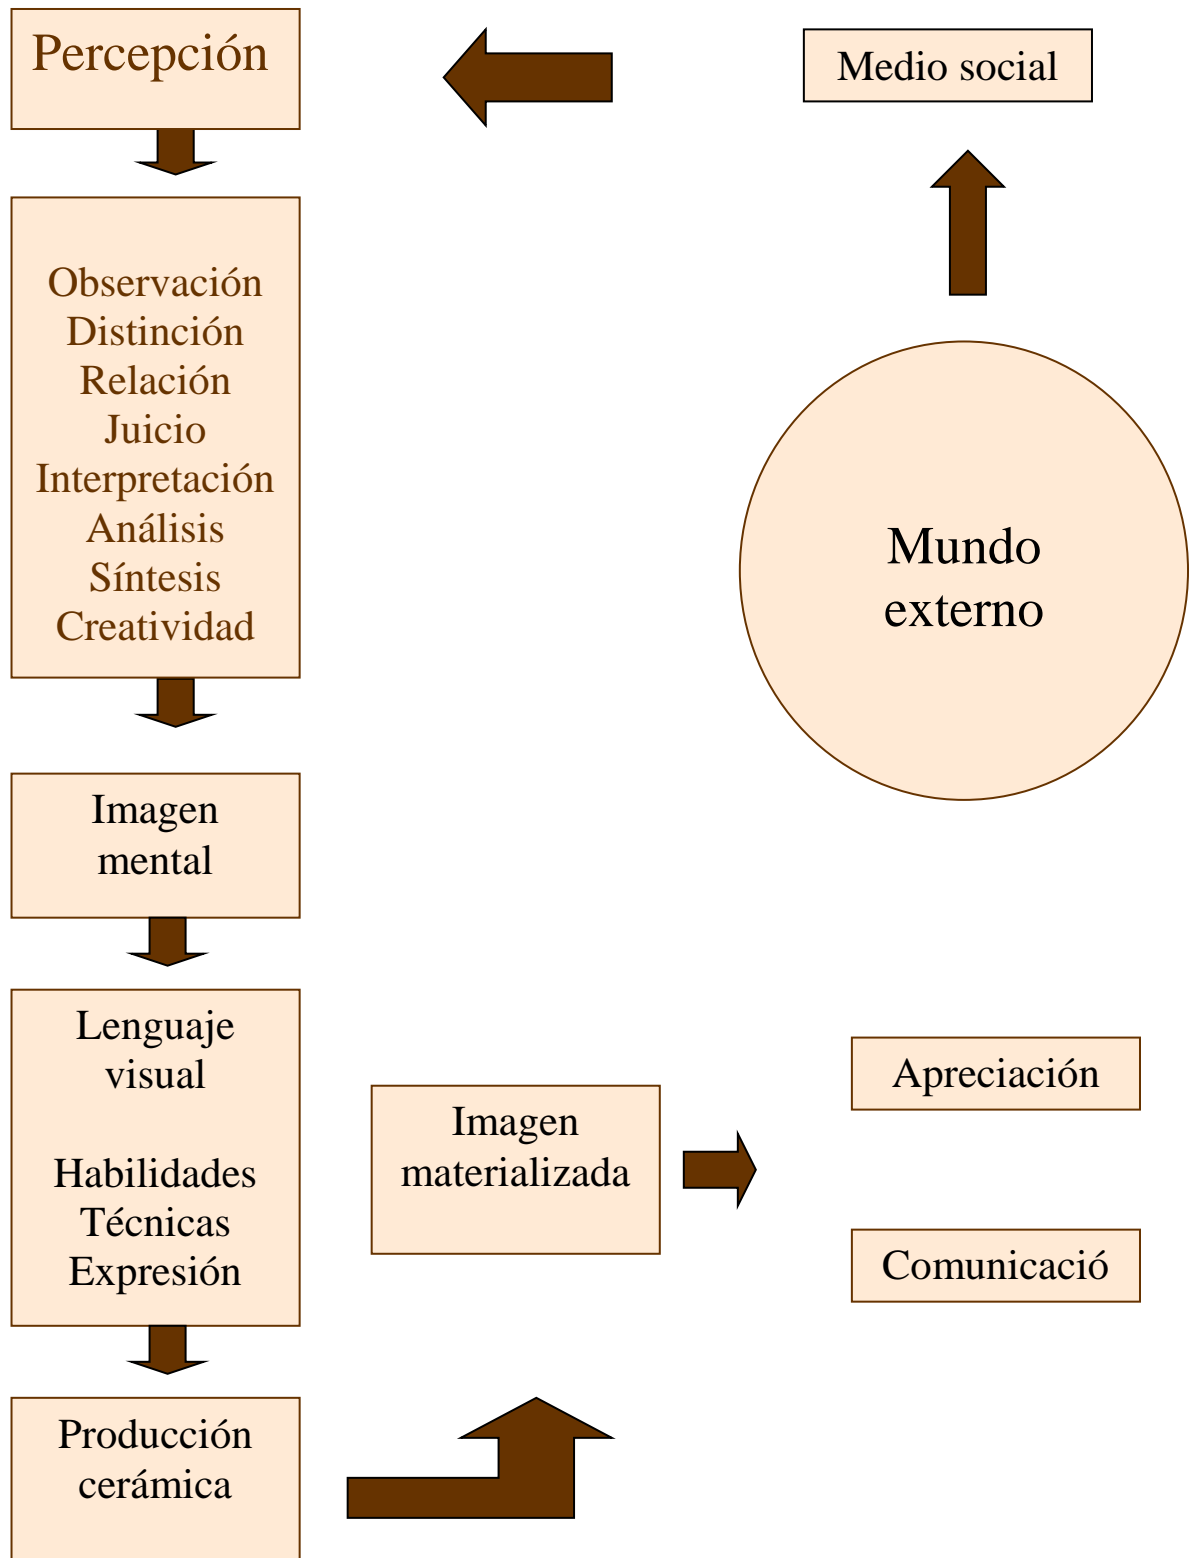 Percepción
Medio social
Observación
Distinción
Relación
Juicio
Interpretación
Análisis
Síntesis
Creatividad
Mundo
externo
Imagen
mental
Lenguaje
visual
Habilidades
Técnicas
Expresión
Imagen
materializada
Apreciación
Comunicació
Producción
cerámica